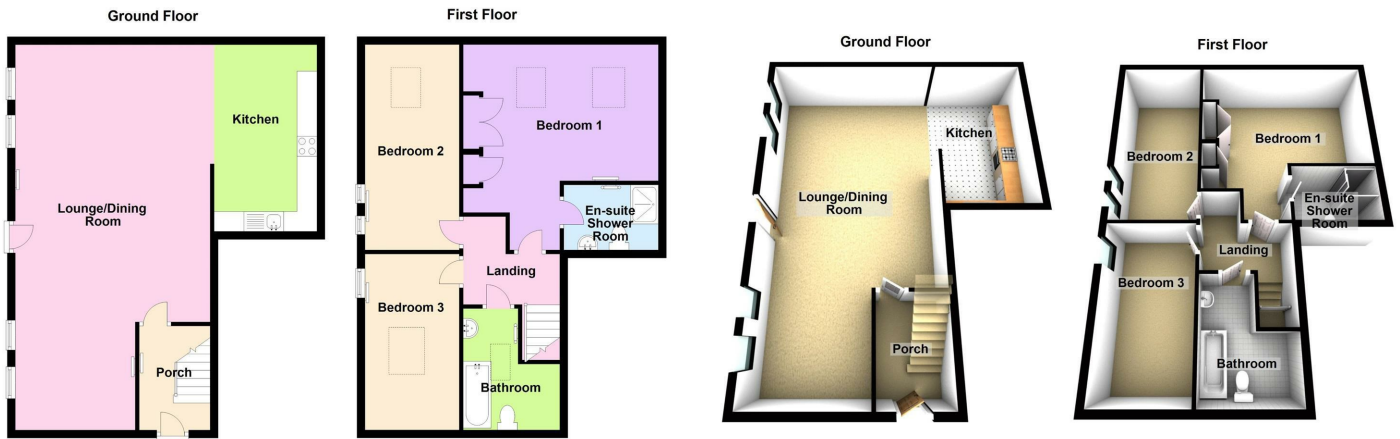 Ground Floor
Kitchen
Lounge/Dining
Room
Porch
First Floor
Bedroom 1
Bedroom 2
En-suite
Shower
Room
Landing
Bedroom 3
Bathroom
Ground Floor
Kitchen
Lounge/Dining
Room
Porch
First Floor
Bedroom 1
Bedroom 2
En-suite
Shower
Room
Landing
Bedroom 3
Bathroom